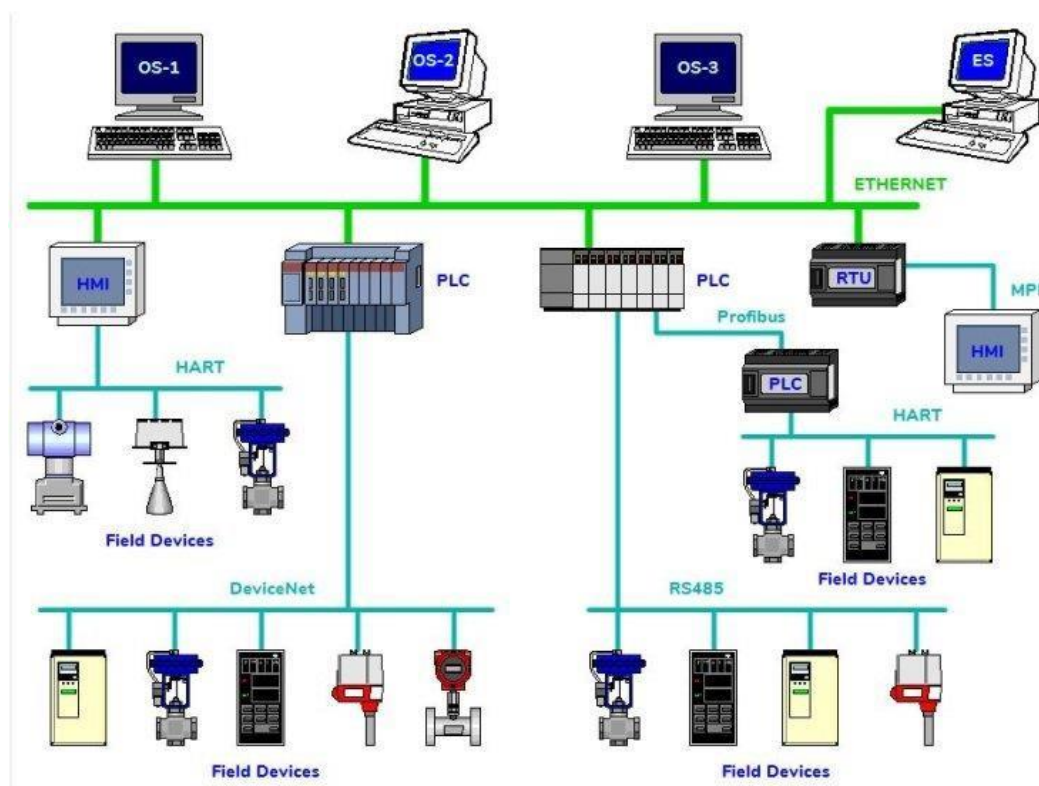 OS-1
OS-2
OS-3
ES
ETHERNET
HMI
PLC
PLC
RTU
MPI
Profibus
HMI
HART
PLC
HART
Field Devices
Field Devices
DeviceNet
RS485
Field Devices
Field Devices